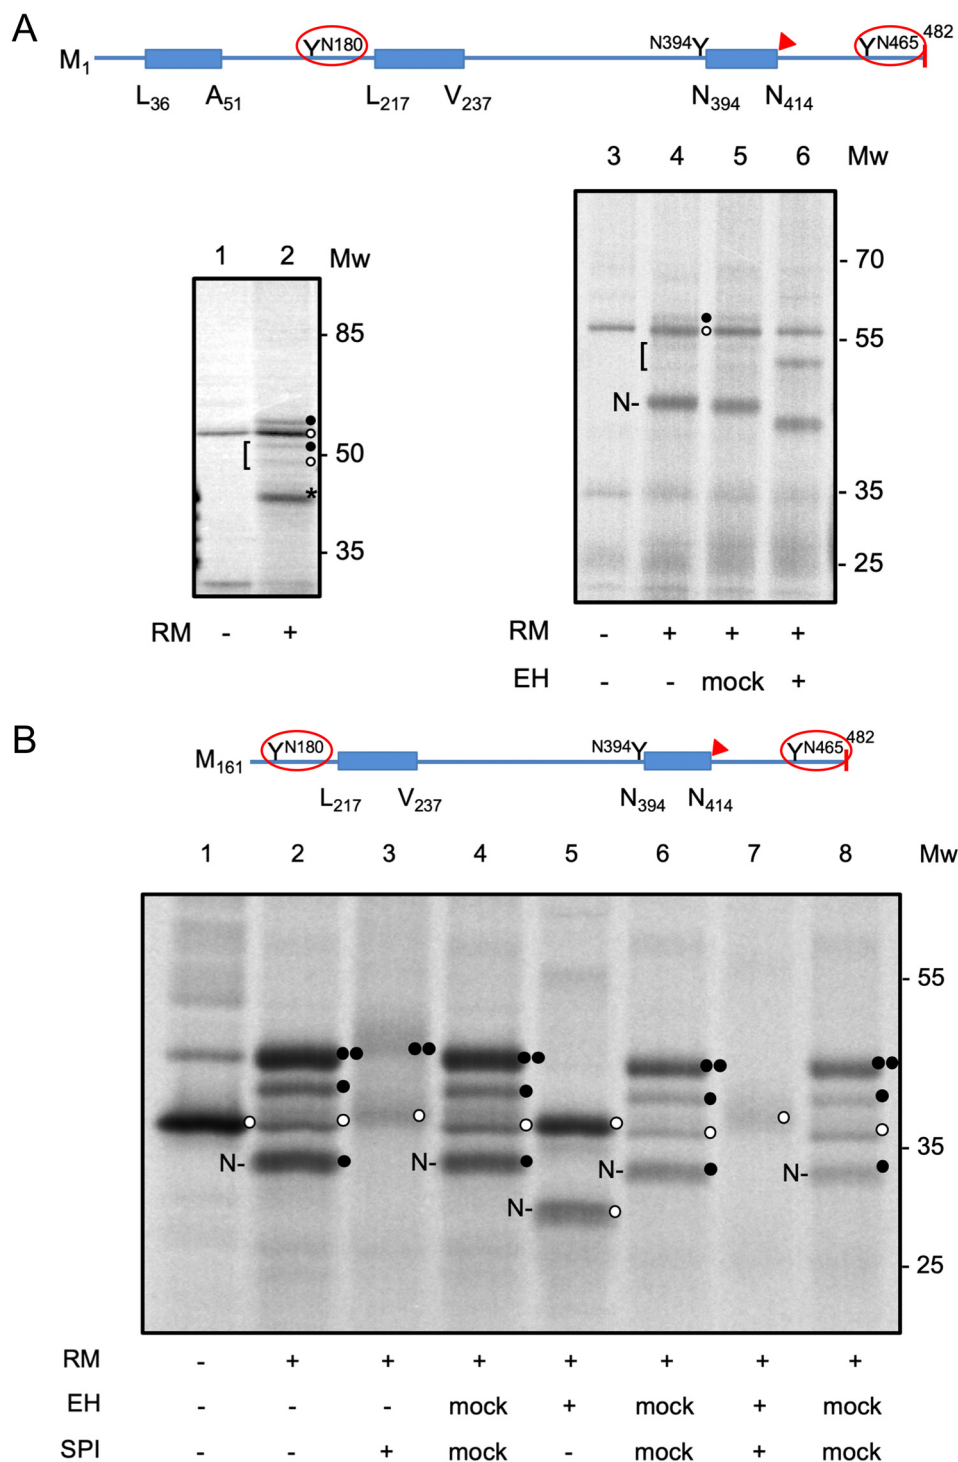 A
M1 YN180 N394Y YN465 482
L36 A51 L217 V237 N394 N414
3 4 5 6 Mw
1 2 Mw
- 70
- 85
- 55
[
N-
[ - 50
*
- 35
- 35
- 25
RM - + RM - + + +
EH - - mock +
B
M161 YN180 N394Y YN465 482
L217 V237 N394 N414
1 2 3 4 5 6 7 8 Mw
- 55
- 35
N- N- N- N-
N-
- 25
RM - + + + + + + +
EH - - - mock + mock + mock
SPI - - + mock - mock + mock